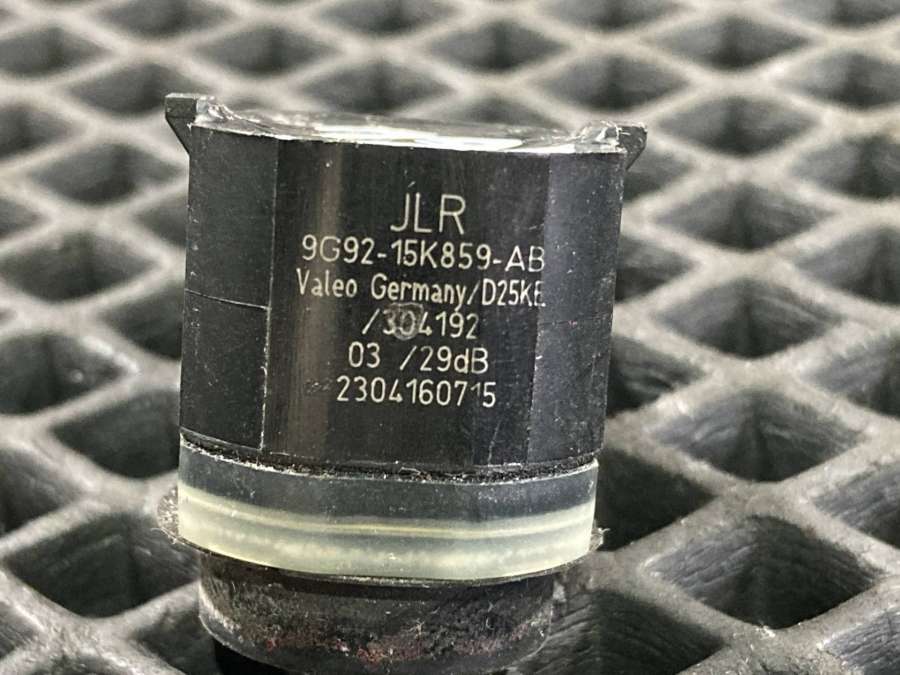 JLR
9G92-15K859-AB
Valeo Germany/D25KE
/304192
03 /29dB
2304160715